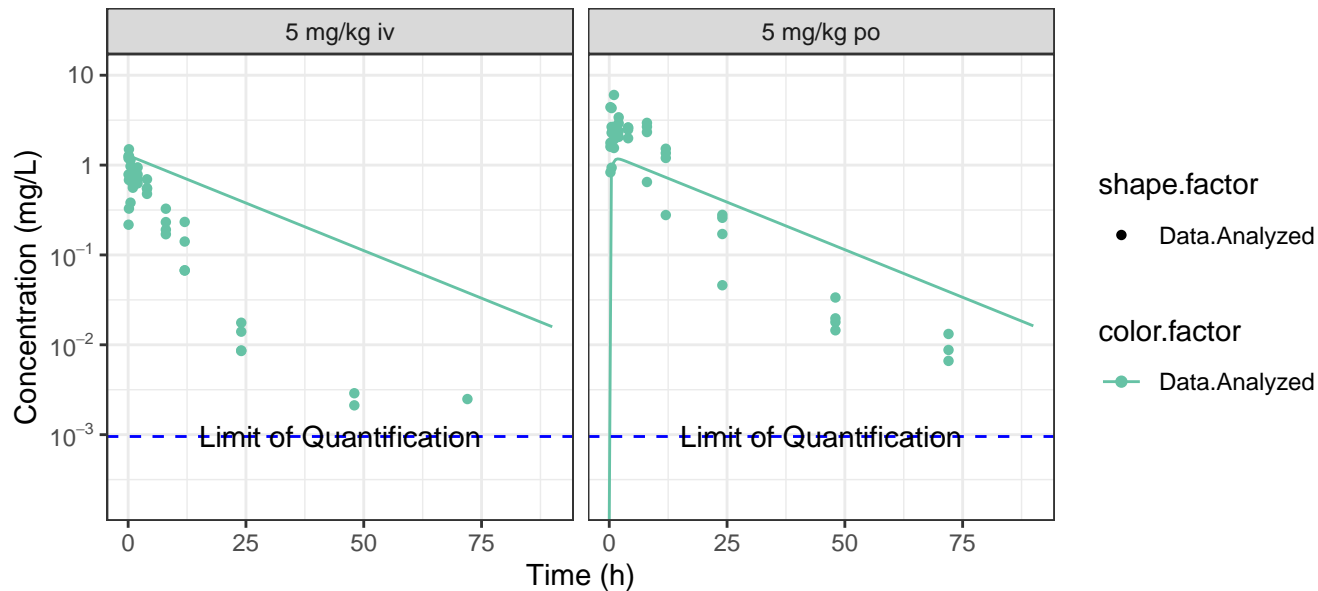 5 mg/kg iv
5 mg/kg po
Concentration (mg/L)
10
1
10⁻¹
10⁻²
10⁻³
Limit of Quantification
Limit of Quantification
0 25 50 75
0 25 50 75
Time (h)
shape.factor
Data.Analyzed
color.factor
Data.Analyzed